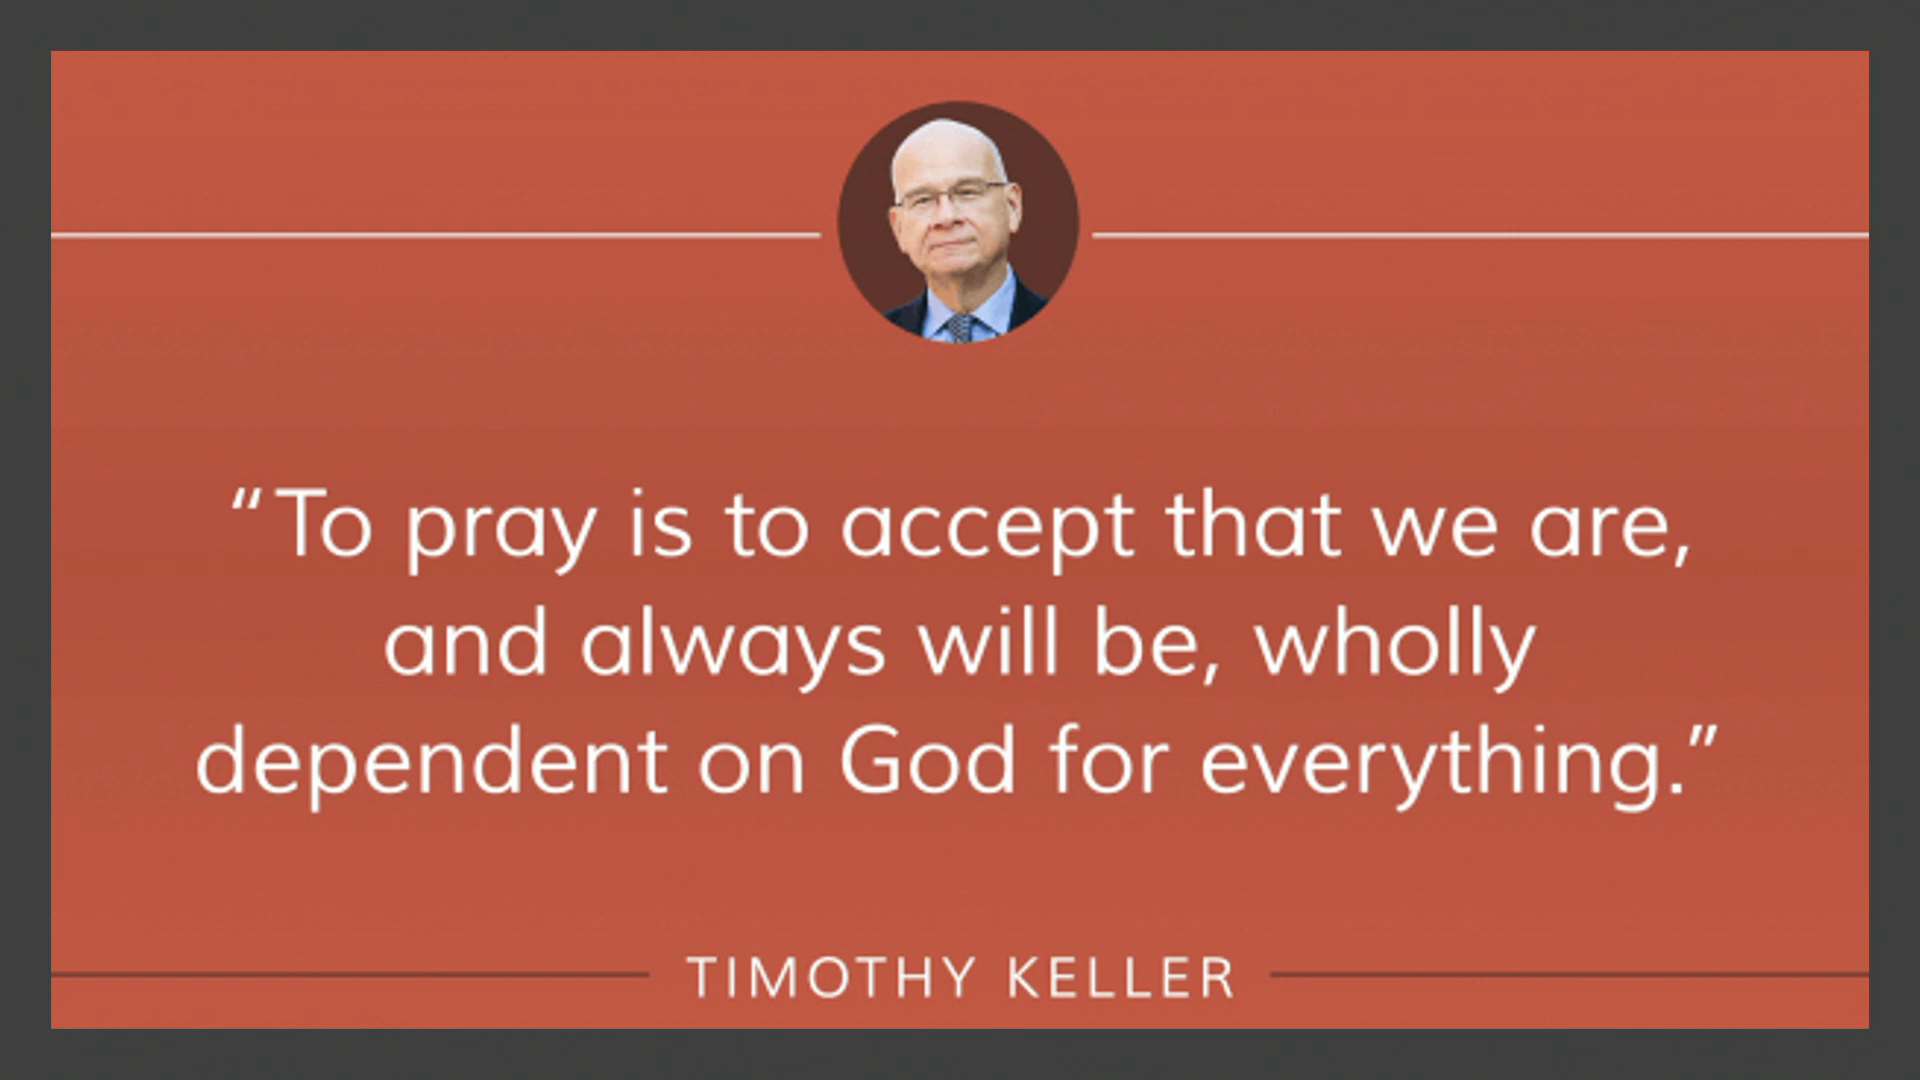 “To pray is to accept that we are,
and always will be, wholly
dependent on God for everything.”
TIMOTHY KELLER